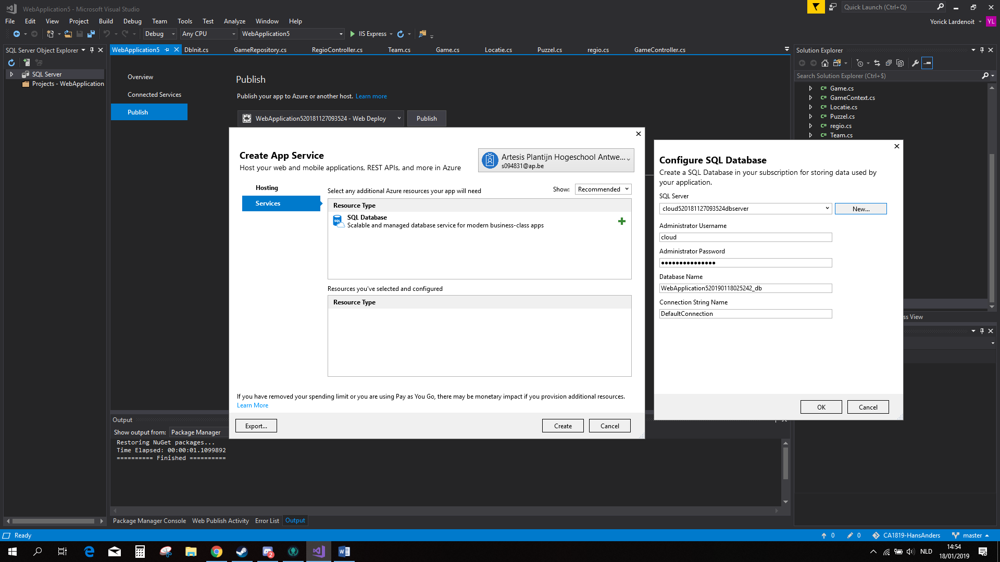 WebApplication5 - Microsoft Visual Studio
Quick Launch (Ctrl+Q)
File Edit View Project Build Debug Team Tools Test Analyze Window Help
Yorick Lardenoit YL
Debug Any CPU WebApplication5 IIS Express
SQL Server Object Explorer
SQL Server
Projects - WebApplication
WebApplication5 DbInit.cs GameRepository.cs RegioController.cs Team.cs Game.cs Locatie.cs Puzzel.cs regio.cs GameController.cs
Overview
Connected Services
Publish
Publish
Publish your app to Azure or another host. Learn more
WebApplication520181127093524 - Web Deploy
Publish
Solution Explorer
Search Solution Explorer (Ctrl+$)
C# Game.cs
C# GameContext.cs
C# Locatie.cs
C# Puzzel.cs
C# regio.cs
C# Team.cs
ss View
Create App Service
Host your web and mobile applications, REST APIs, and more in Azure
Artesis Plantijn Hogeschool Antwe...
s094831@ap.be
Hosting
Services
Select any additional Azure resources your app will need
Show: Recommended
Resource Type
SQL
SQL Database
Scalable and managed database service for modern business-class apps
Resources you've selected and configured
Resource Type
If you have removed your spending limit or you are using Pay as You Go, there may be monetary impact if you provision additional resources.
Learn More
Export...
Create
Cancel
Configure SQL Database
Create a SQL Database in your subscription for storing data used by
your application.
SQL Server
cloud520181127093524dbserver
New...
Administrator Username
cloud
Administrator Password
•••••••••••••••
Database Name
WebApplication520190118025242_db
Connection String Name
DefaultConnection
OK
Cancel
Output
Show output from: Package Manager
Restoring NuGet packages...
Time Elapsed: 00:00:01.1099892
========== Finished ==========
Package Manager Console Web Publish Activity Error List Output
Ready
0 0 CA1819-HansAnders master
2
NLD
14:54
18/01/2019